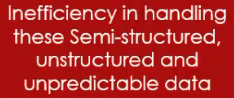 Inefficiency in handling
these Semi-structured,
unstructured and
unpredictable data